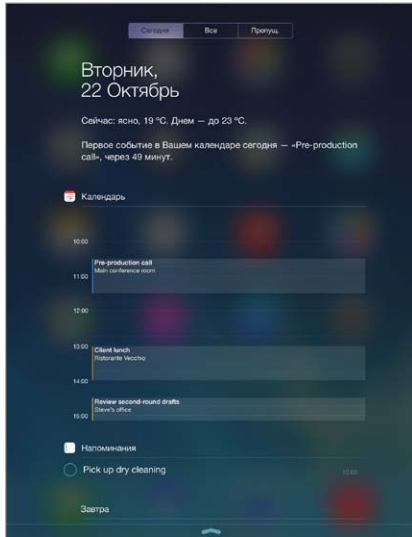 Сегодня Все Пропущ.
Вторник,
22 Октябрь
Сейчас: ясно, 19 °C. Днем — до 23 °C.
Первое событие в Вашем календаре сегодня — «Pre-production
call», через 49 минут.
Календарь
10:00
Pre-production call
Main conference room
11:00
12:00
13:00
Client lunch
Ristorante Vecchio
14:00
Review second-round drafts
Steve's office
15:00
Напоминания
Pick up dry cleaning
Завтра